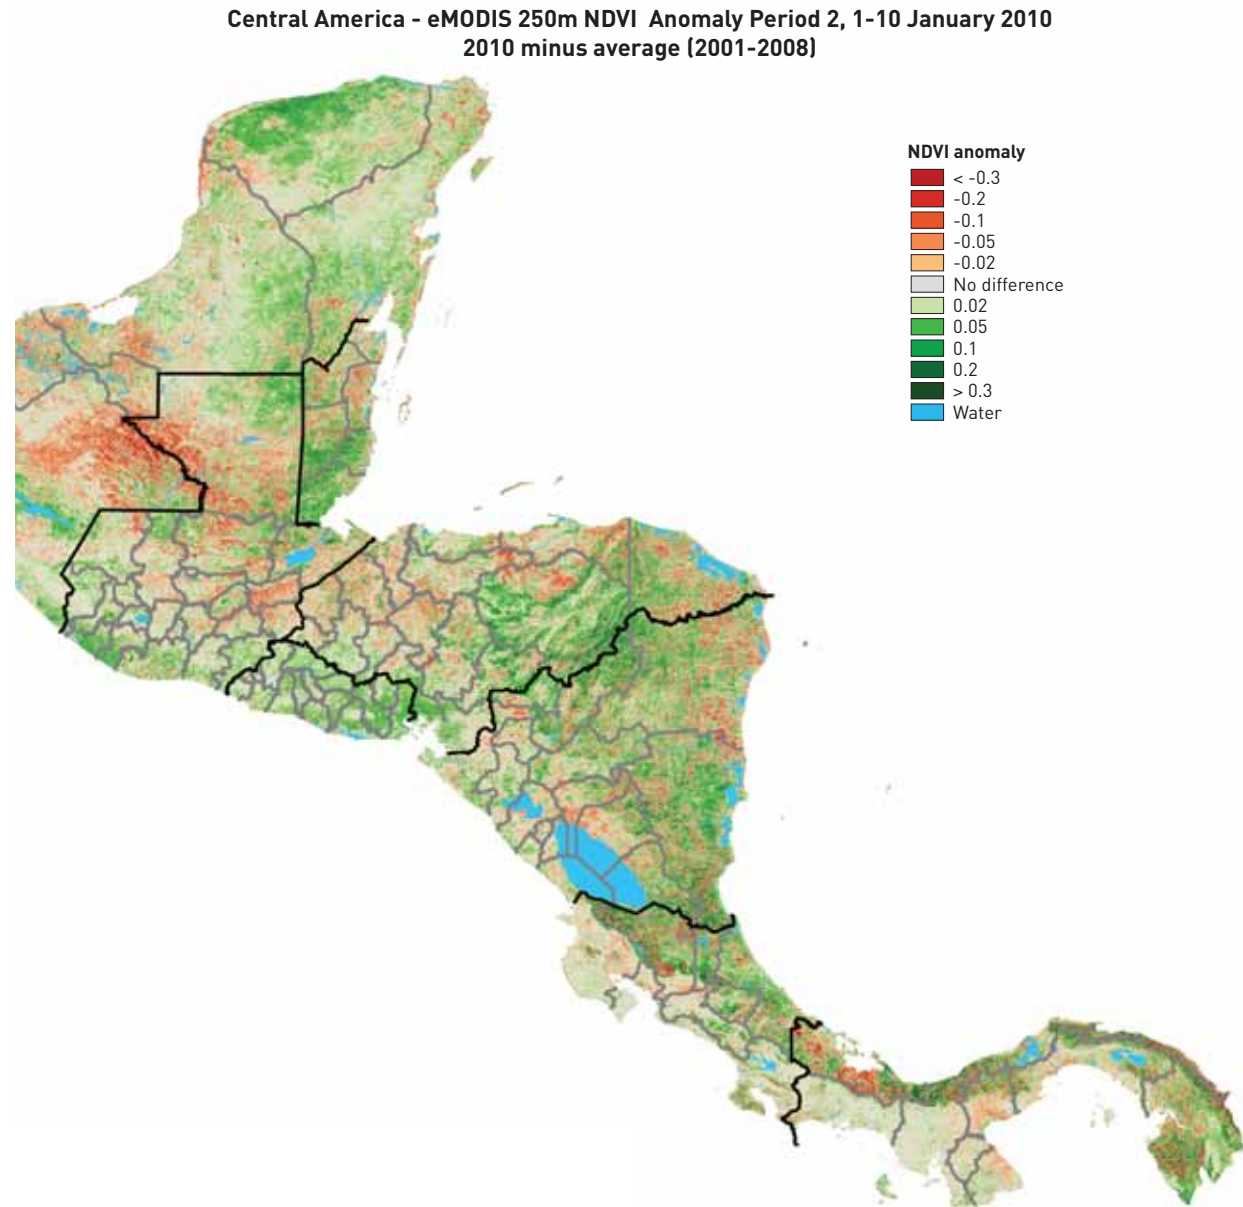 Central America - eMODIS 250m NDVI Anomaly Period 2, 1-10 January 2010
2010 minus average (2001-2008)
NDVI anomaly
< -0.3
-0.2
-0.1
-0.05
-0.02
No difference
0.02
0.05
0.1
0.2
> 0.3
Water